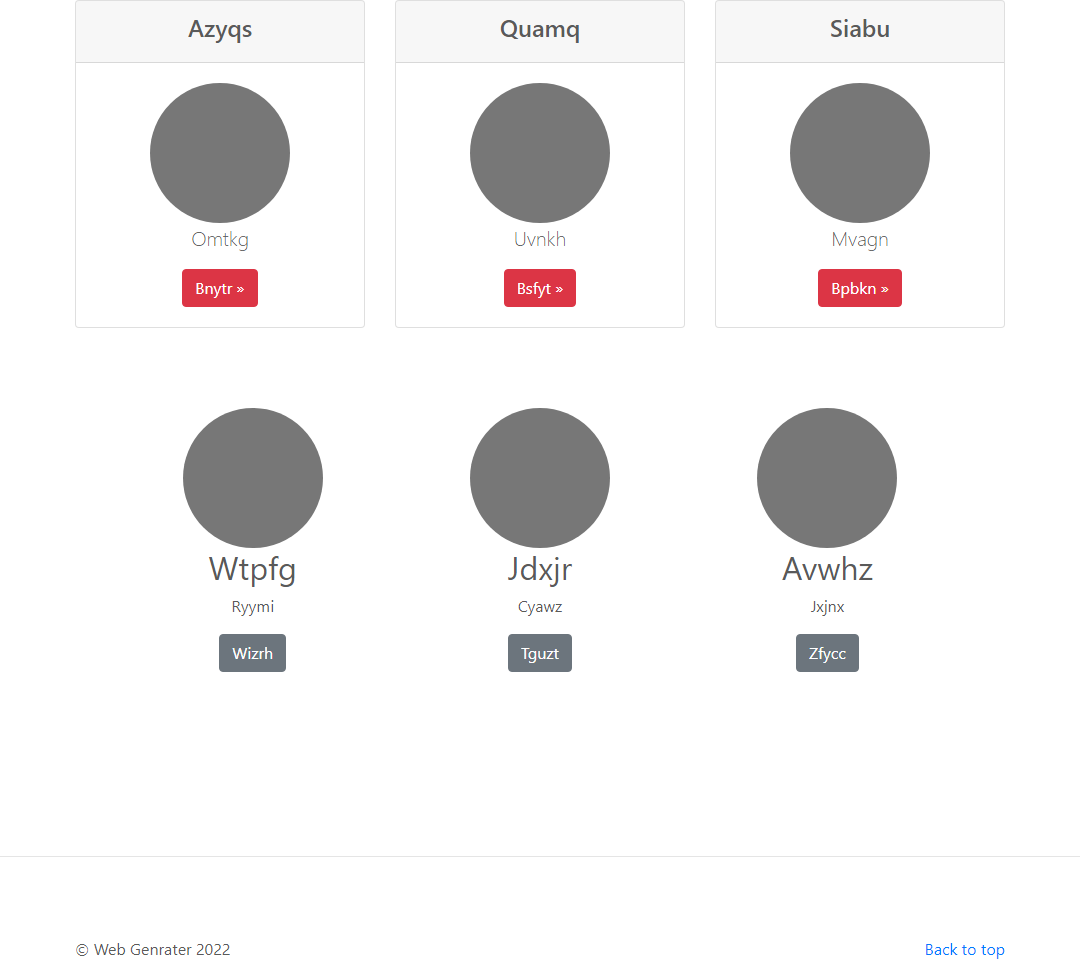 Azyqs
Quamq
Siabu
Omtkg
Uvnkh
Mvagn
Bnytr »
Bsfyt »
Bpbkn »
Wtpfg
Jdxjr
Avwhz
Ryymi
Cyawz
Jxjnx
Wizrh
Tguzt
Zfycc
© Web Genrater 2022
Back to top